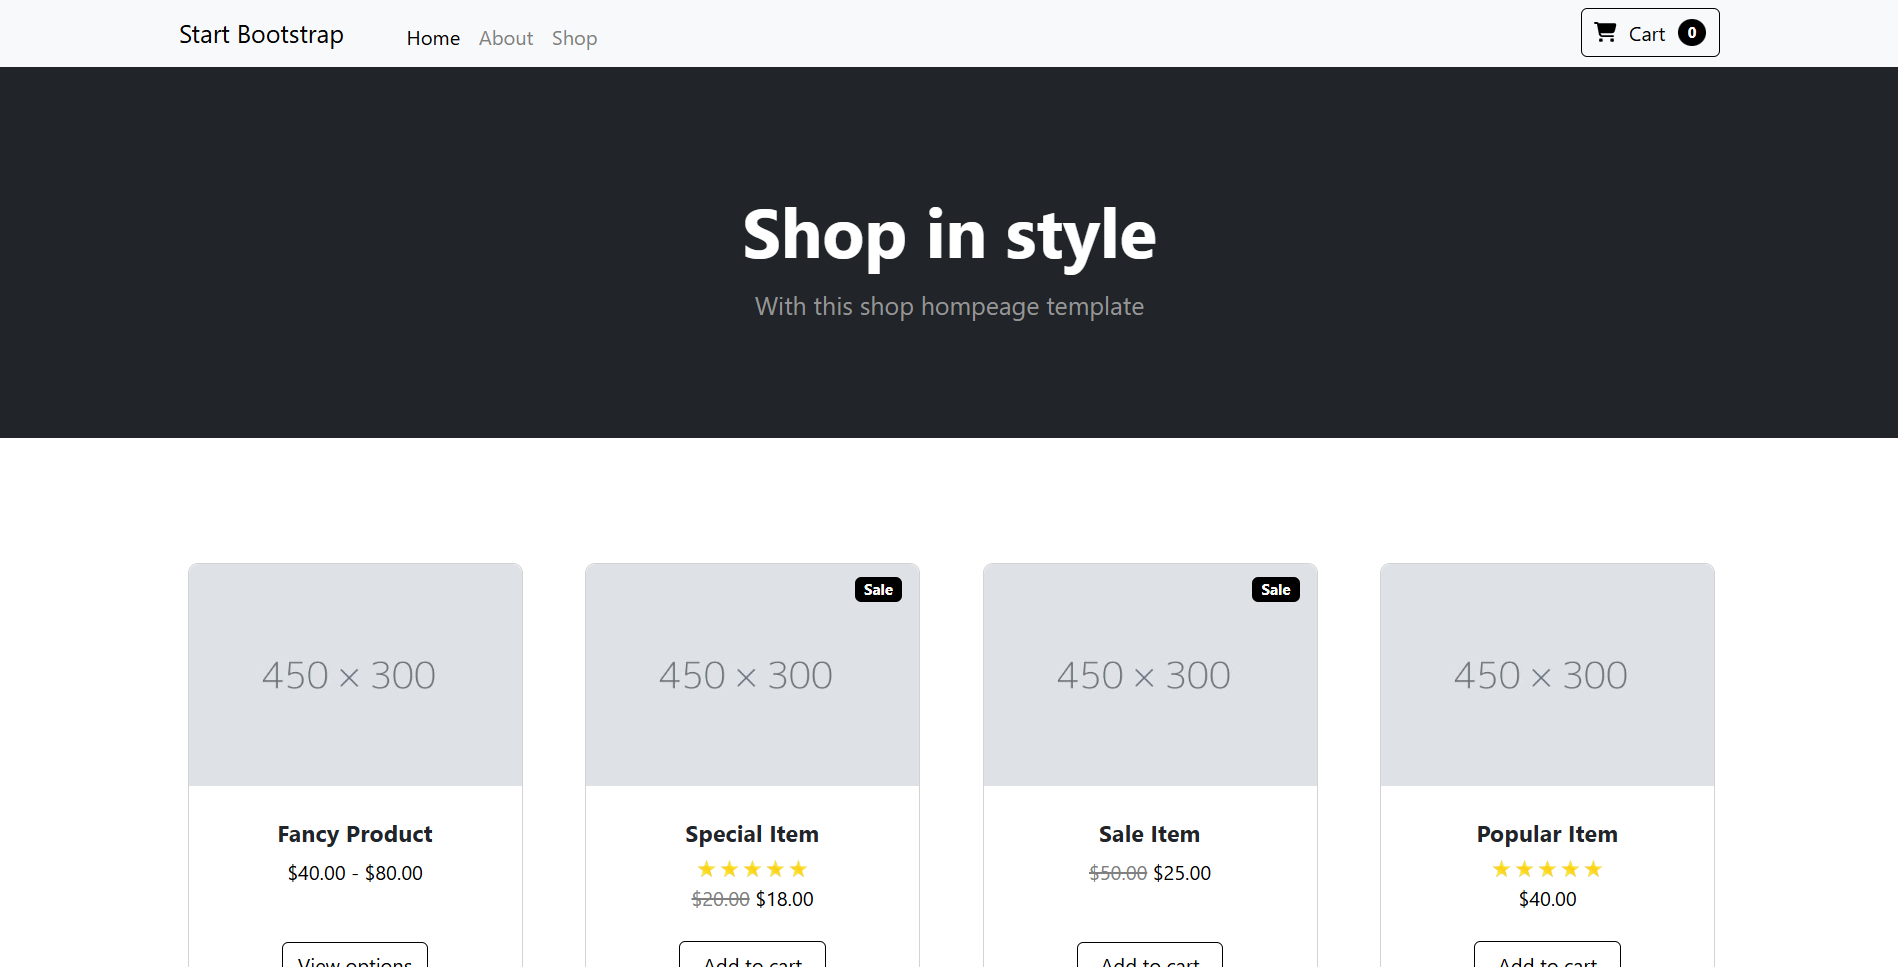 Start Bootstrap Home About Shop Cart 0
Shop in style
With this shop hompeage template
Sale Sale
450 × 300 450 × 300 450 × 300 450 × 300
Fancy Product Special Item Sale Item Popular Item
★★★★★ ★★★★★
$40.00 - $80.00 $20.00 $18.00 $50.00 $25.00 $40.00
View options Add to cart Add to cart Add to cart